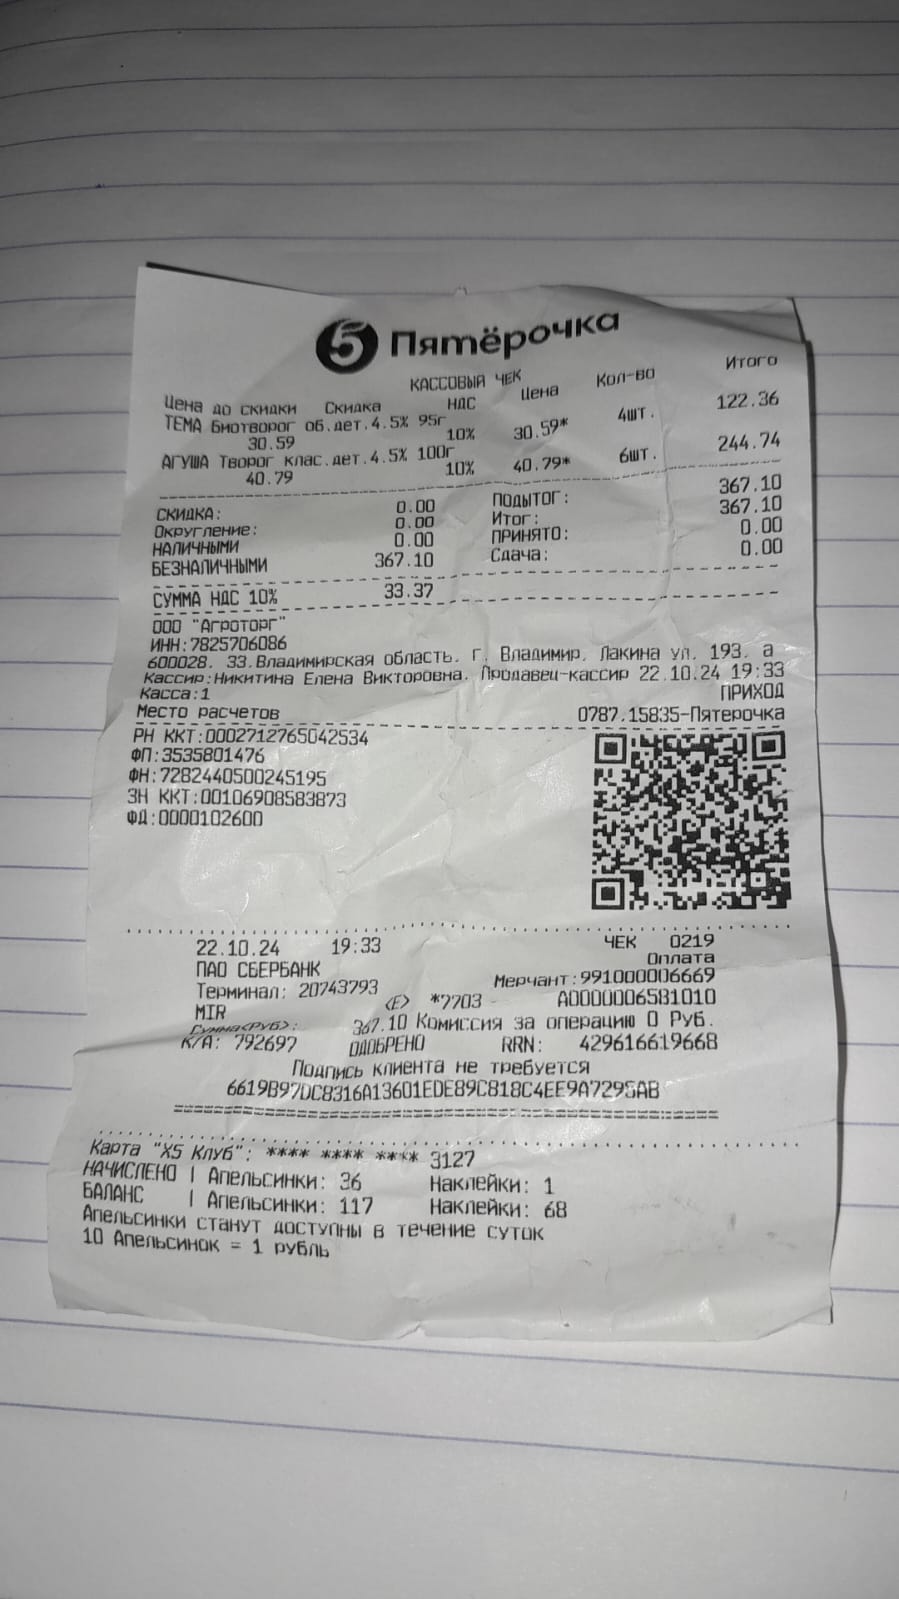 5 Пятёрочка
КАССОВЫЙ ЧЕК
Цена до скидки Скидка НДС Цена Кол-во Итого
ТЕМА Биотворог об.дет.4.5% 95г
30.59 10% 30.59* 4шт. 122.36
АГУША Творог клас.дет.4.5% 100г
40.79 10% 40.79* 6шт. 244.74
СКИДКА: 0.00 ПОДЫТОГ: 367.10
Округление: 0.00 Итог: 367.10
НАЛИЧНЫМИ 0.00 ПРИНЯТО: 0.00
БЕЗНАЛИЧНЫМИ 367.10 Сдача: 0.00
СУММА НДС 10% 33.37
ООО "Агроторг"
ИНН:7825706086
600028, 33,Владимирская область, г. Владимир, Лакина ул, 193, а
Кассир:Никитина Елена Викторовна, Продавец-кассир 22.10.24 19:33
Касса:1 ПРИХОД
Место расчетов 0787,15835-Пятерочка
РН ККТ:0002712765042534
ФП:3535801476
ФН:7282440500245195
ЗН ККТ:00106908583873
ФД:0000102600
22.10.24 19:33 ЧЕК 0219
ПАО СБЕРБАНК Оплата
Терминал: 20743793 Мерчант:991000006669
MIR <E> *7703 - A0000006581010
Сумма<РУБ>: 367.10 Комиссия за операцию 0 Руб.
К/А: 792697 ОДОБРЕНО RRN: 429616619668
Подпись клиента не требуется
6619B97DC8316A13601EDE89C818C4EE9A7295AB
Карта "X5 Клуб": **** **** **** 3127
НАЧИСЛЕНО | Апельсинки: 36 Наклейки: 1
БАЛАНС | Апельсинки: 117 Наклейки: 68
Апельсинки станут доступны в течение суток
10 Апельсинок = 1 рубль